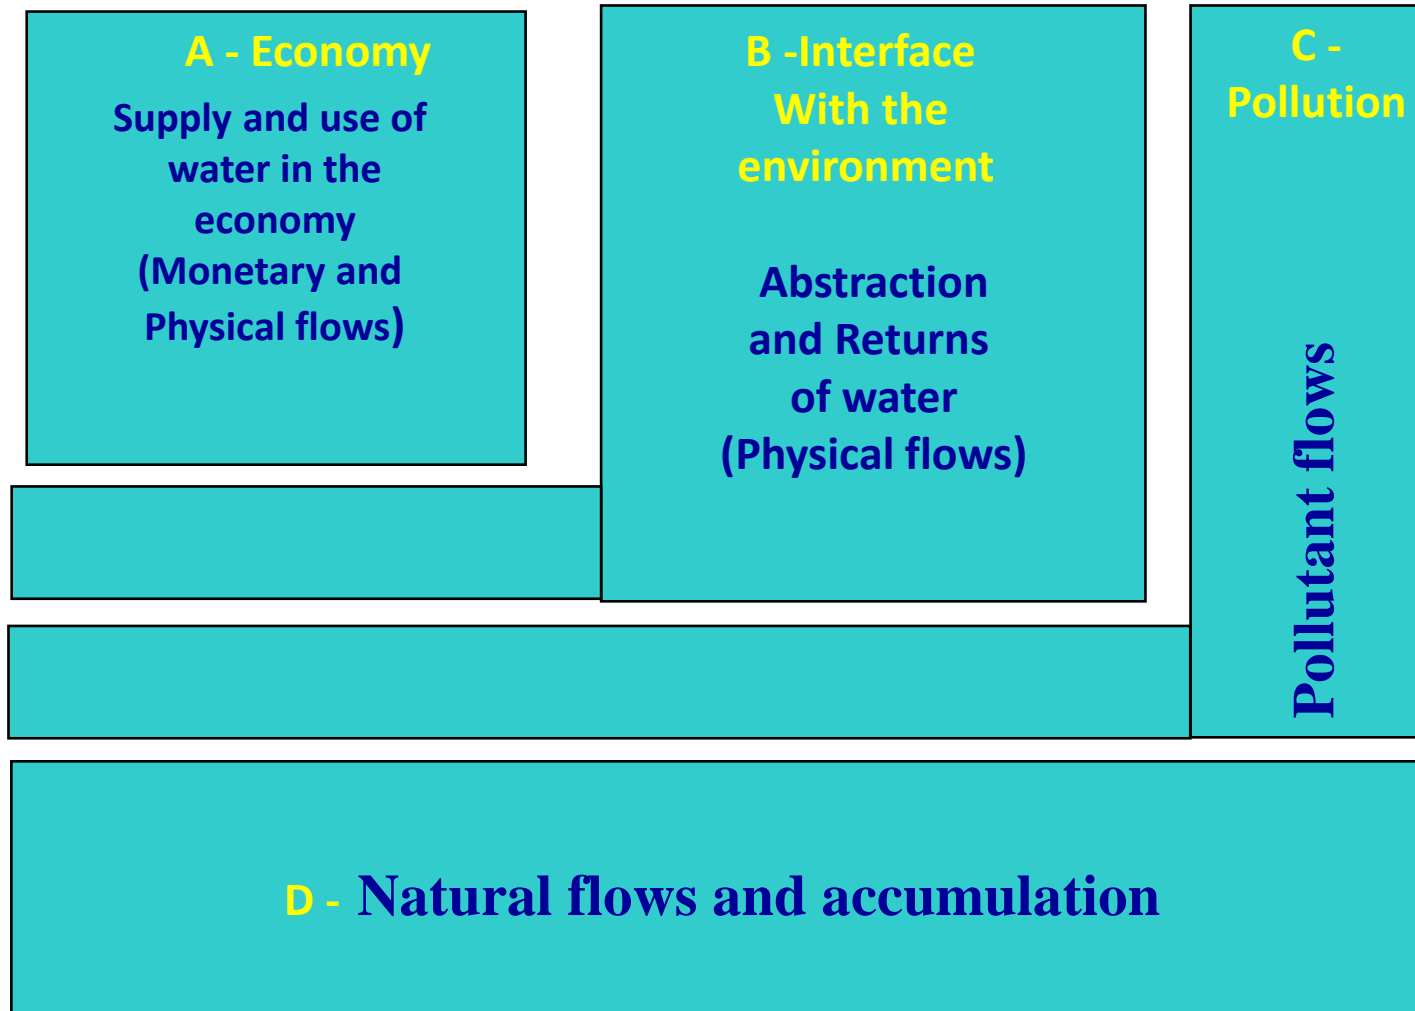 A - Economy
Supply and use of
water in the
economy
(Monetary and
Physical flows)
B -Interface
With the
environment
Abstraction
and Returns
of water
(Physical flows)
C -
Pollution
Pollutant flows
D - Natural flows and accumulation